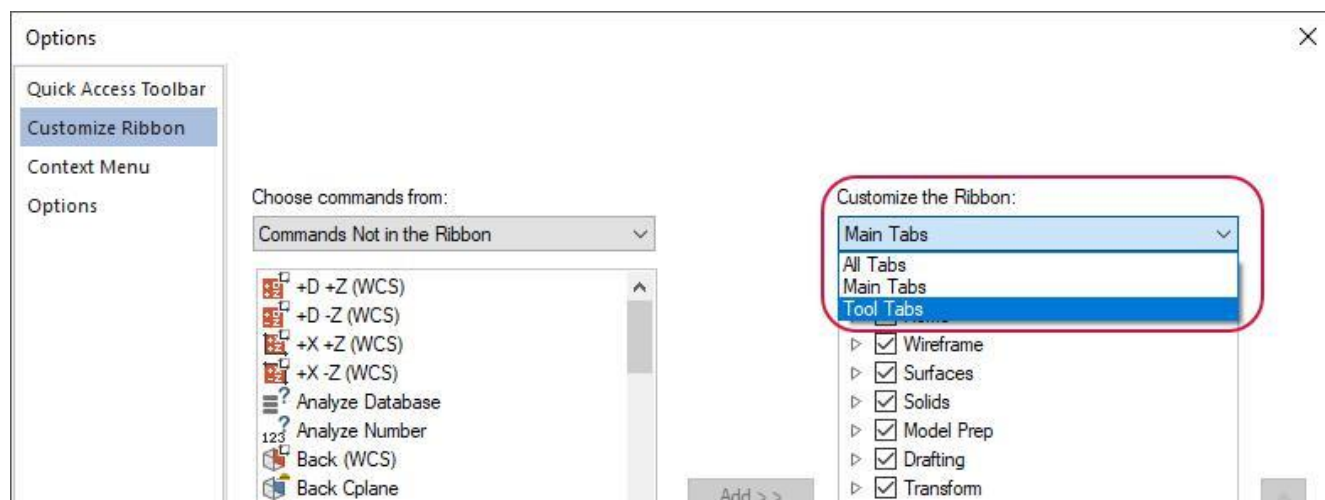 Options
Quick Access Toolbar
Customize Ribbon
Context Menu
Options
Choose commands from:
Commands Not in the Ribbon
+D +Z (WCS)
+D -Z (WCS)
+X +Z (WCS)
+X -Z (WCS)
Analyze Database
123 Analyze Number
Back (WCS)
Back Cplane
Add > >
Customize the Ribbon:
Main Tabs
All Tabs
Main Tabs
Tool Tabs
Wireframe
Surfaces
Solids
Model Prep
Drafting
Transform